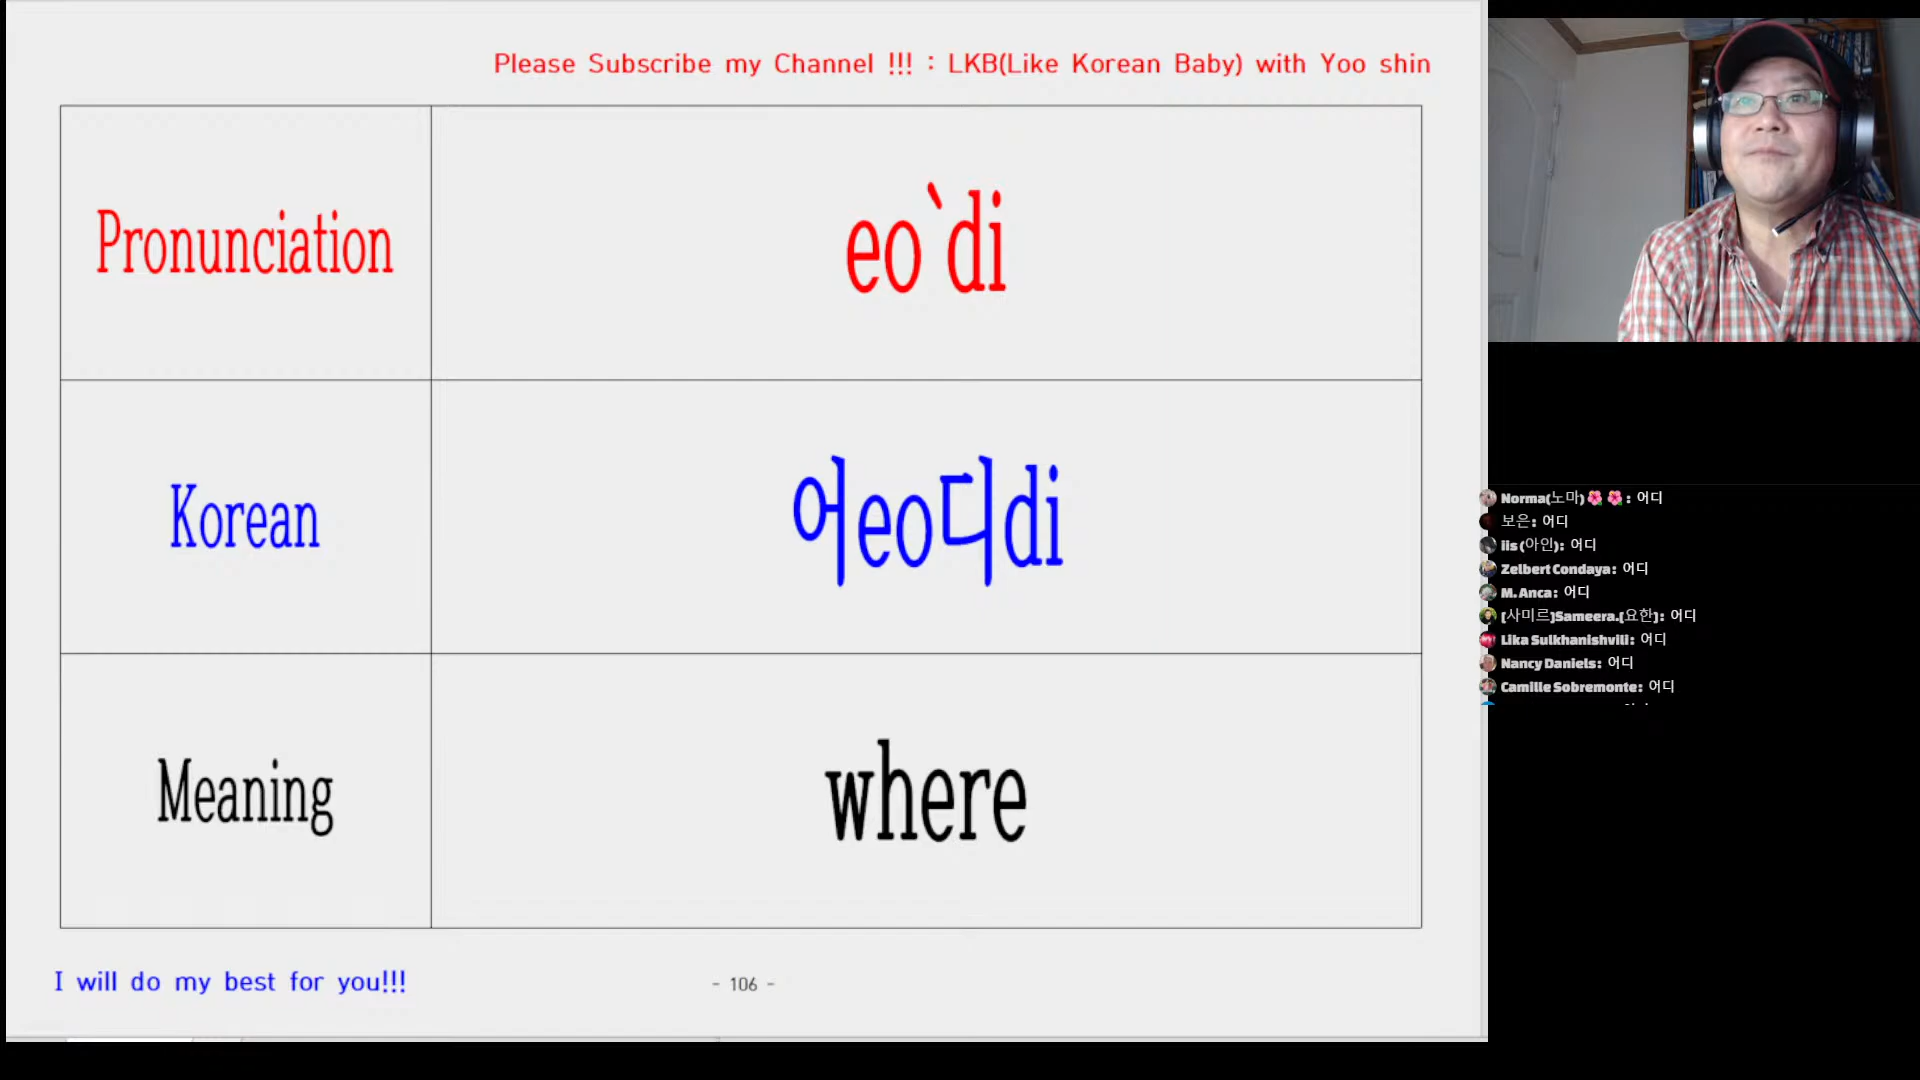 Please Subscribe my Channel !!! : LKB(Like Korean Baby) with Yoo shin
Pronunciation
eo`di
Korean
어eo디di
Meaning
where
I will do my best for you!!!
- 106 -
Norma(노마)🌺🌺: 어디
보은: 어디
iis (아인): 어디
Zelbert Condaya: 어디
M. Anca: 어디
[사미르]Sameera.[요한]: 어디
Lika Sulkhanishvili: 어디
Nancy Daniels: 어디
Camille Sobremonte: 어디